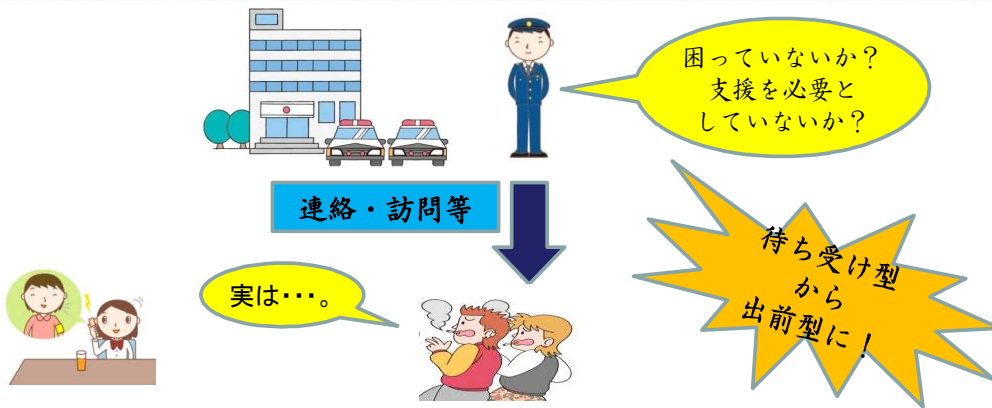 困っていないか?
支援を必要と
していないか?
連絡・訪問等
待ち受け型
から
出前型に!
実は・・・。